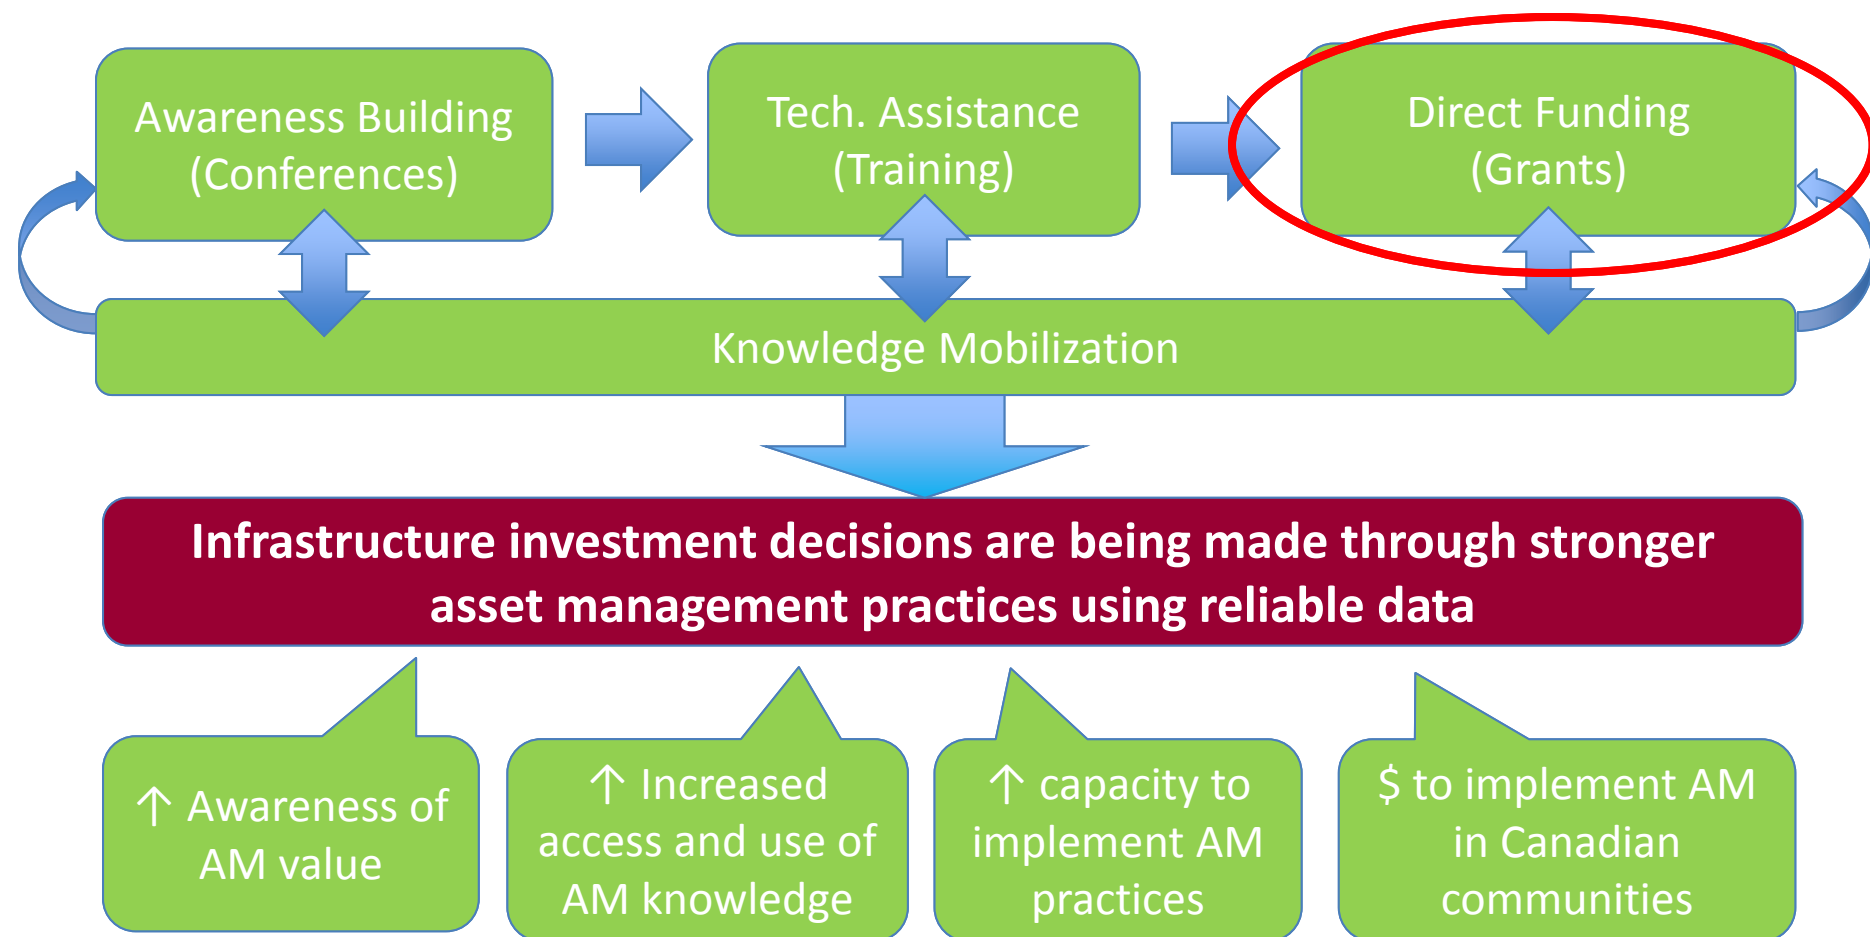 Awareness Building
(Conferences)
Tech. Assistance
(Training)
Direct Funding
(Grants)
Knowledge Mobilization
Infrastructure investment decisions are being made through stronger
asset management practices using reliable data
↑ Awareness of
AM value
↑ Increased
access and use of
AM knowledge
↑ capacity to
implement AM
practices
$ to implement AM
in Canadian
communities